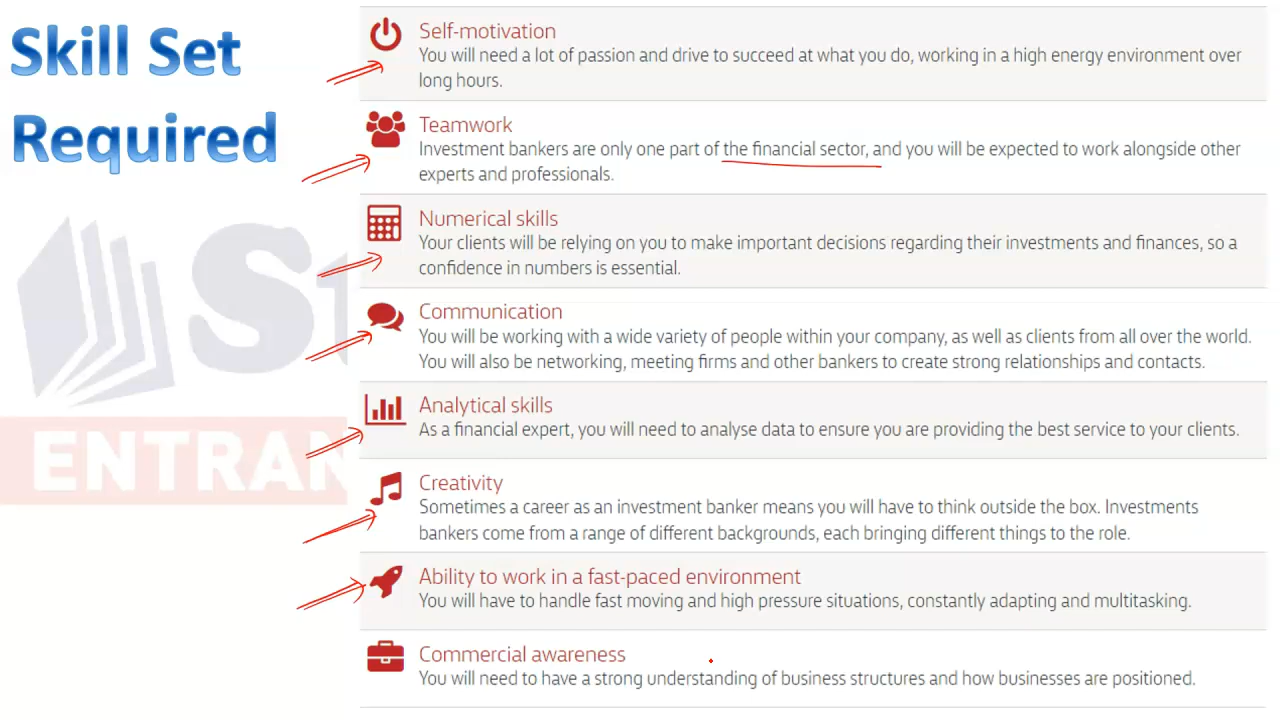 Skill Set
Required
Self-motivation
You will need a lot of passion and drive to succeed at what you do, working in a high energy environment over
long hours.
Teamwork
Investment bankers are only one part of the financial sector, and you will be expected to work alongside other
experts and professionals.
Numerical skills
Your clients will be relying on you to make important decisions regarding their investments and finances, so a
confidence in numbers is essential.
Communication
You will be working with a wide variety of people within your company, as well as clients from all over the world.
You will also be networking, meeting firms and other bankers to create strong relationships and contacts.
Analytical skills
As a financial expert, you will need to analyse data to ensure you are providing the best service to your clients.
Creativity
Sometimes a career as an investment banker means you will have to think outside the box. Investments
bankers come from a range of different backgrounds, each bringing different things to the role.
Ability to work in a fast-paced environment
You will have to handle fast moving and high pressure situations, constantly adapting and multitasking.
Commercial awareness
You will need to have a strong understanding of business structures and how businesses are positioned.